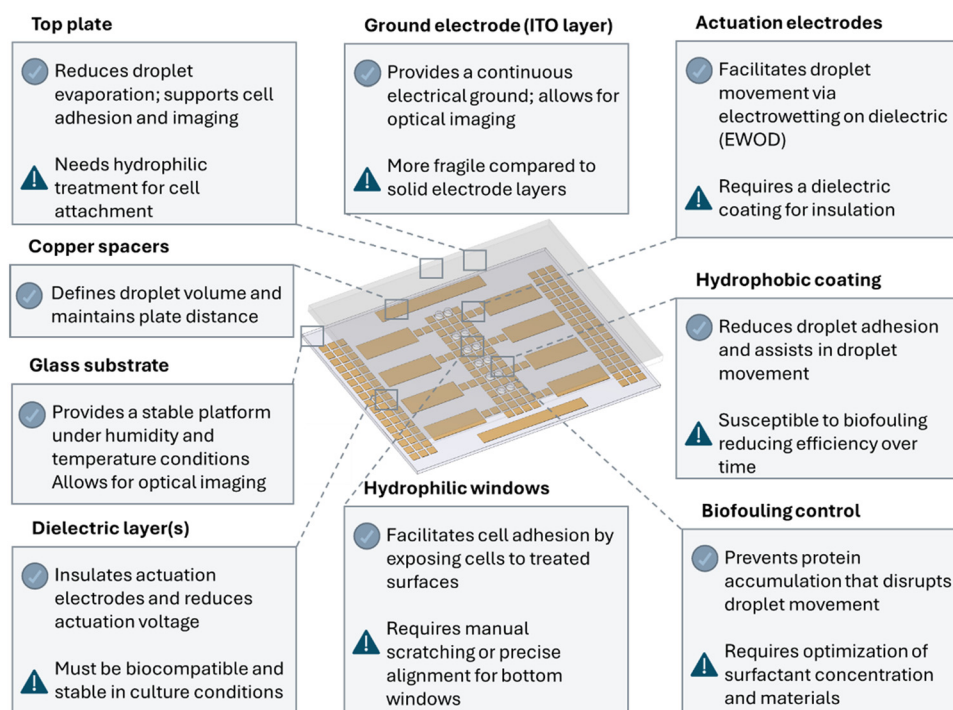 Top plate
Reduces droplet
evaporation; supports cell
adhesion and imaging
Needs hydrophilic
treatment for cell
attachment
Ground electrode (ITO layer)
Provides a continuous
electrical ground; allows for
optical imaging
More fragile compared to
solid electrode layers
Actuation electrodes
Facilitates droplet
movement via
electrowetting on dielectric
(EWOD)
Requires a dielectric
coating for insulation
Copper spacers
Defines droplet volume and
maintains plate distance
Hydrophobic coating
Reduces droplet adhesion
and assists in droplet
movement
Susceptible to biofouling
reducing efficiency over
time
Glass substrate
Provides a stable platform
under humidity and
temperature conditions
Allows for optical imaging
Dielectric layer(s)
Insulates actuation
electrodes and reduces
actuation voltage
Must be biocompatible and
stable in culture conditions
Hydrophilic windows
Facilitates cell adhesion by
exposing cells to treated
surfaces
Requires manual
scratching or precise
alignment for bottom
windows
Biofouling control
Prevents protein
accumulation that disrupts
droplet movement
Requires optimization of
surfactant concentration
and materials